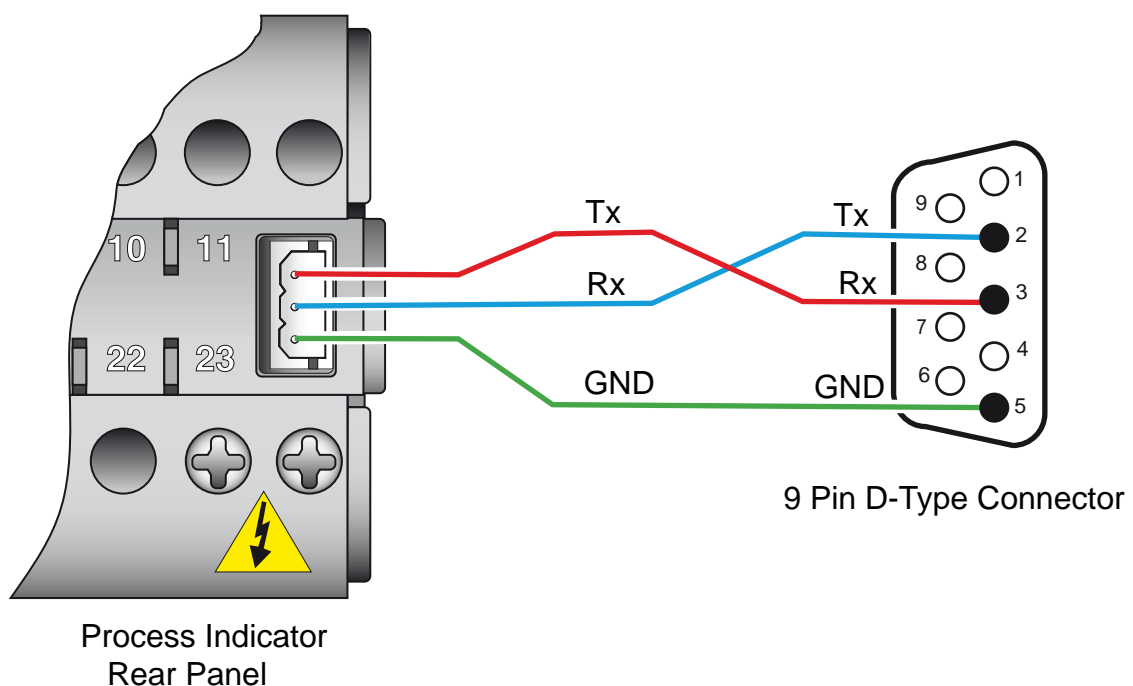 10
11
22
23
Tx
Rx
GND
Tx
Rx
GND
1
9
2
8
3
7
4
6
5
9 Pin D-Type Connector
Process Indicator
Rear Panel